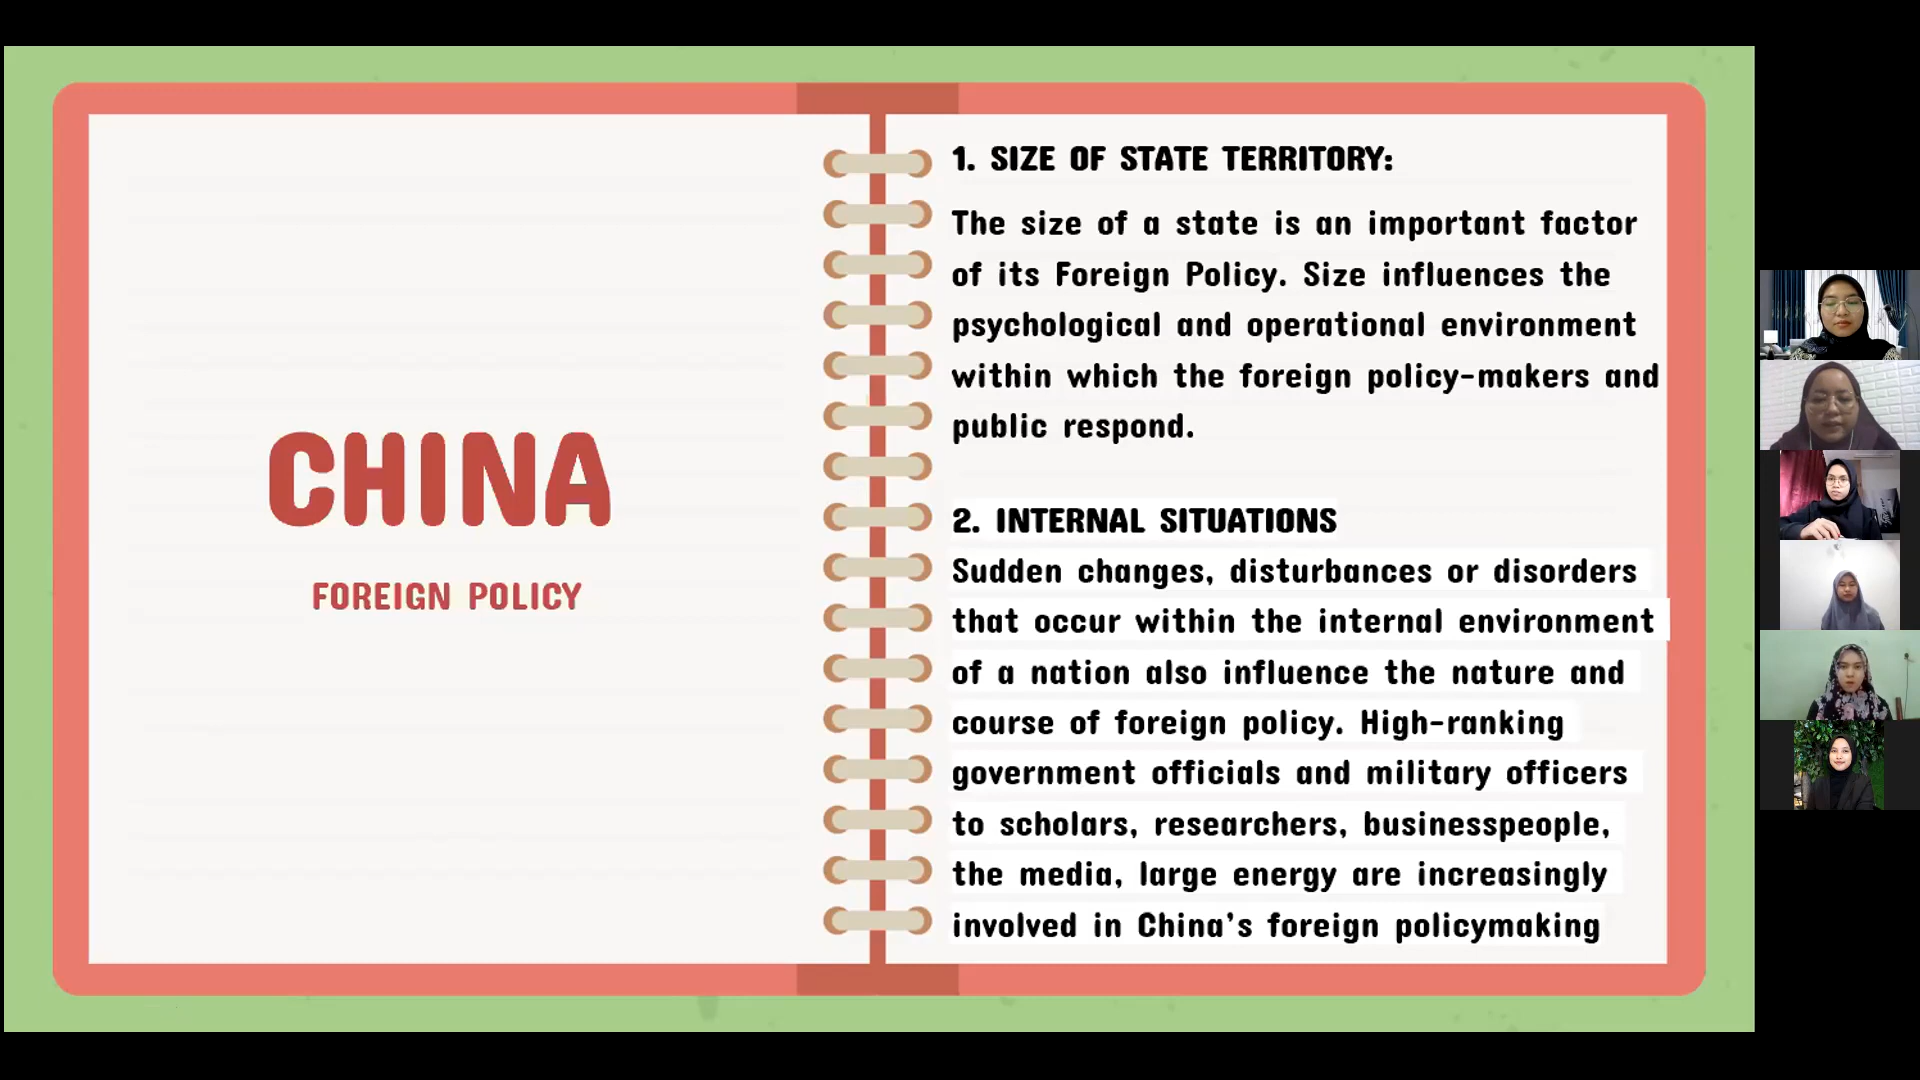 CHINA
FOREIGN POLICY
1. SIZE OF STATE TERRITORY:
The size of a state is an important factor
of its Foreign Policy. Size influences the
psychological and operational environment
within which the foreign policy-makers and
public respond.
2. INTERNAL SITUATIONS
Sudden changes, disturbances or disorders
that occur within the internal environment
of a nation also influence the nature and
course of foreign policy. High-ranking
government officials and military officers
to scholars, researchers, businesspeople,
the media, large energy are increasingly
involved in China's foreign policymaking